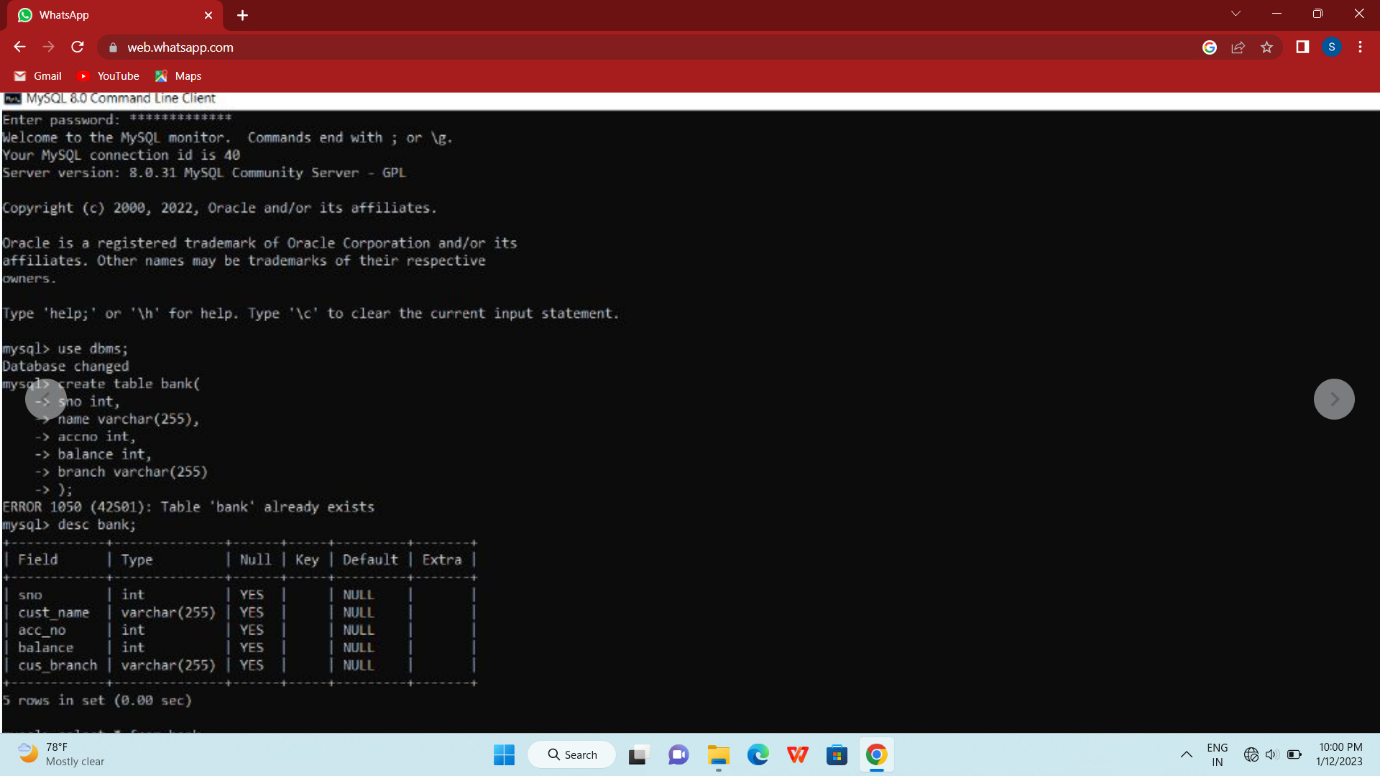 WhatsApp
web.whatsapp.com
S
Gmail
YouTube
Maps
MySQL 8.0 Command Line Client
Enter password: *************
Welcome to the MySQL monitor.  Commands end with ; or \g.
Your MySQL connection id is 40
Server version: 8.0.31 MySQL Community Server - GPL
Copyright (c) 2000, 2022, Oracle and/or its affiliates.
Oracle is a registered trademark of Oracle Corporation and/or its
affiliates. Other names may be trademarks of their respective
owners.
Type 'help;' or '\h' for help. Type '\c' to clear the current input statement.
mysql> use dbms;
Database changed
mysql> create table bank(
-> sno int,
-> name varchar(255),
-> accno int,
-> balance int,
-> branch varchar(255)
-> );
ERROR 1050 (42S01): Table 'bank' already exists
mysql> desc bank;
+------------+--------------+------+-----+---------+-------+
| Field | Type | Null | Key | Default | Extra |
+------------+--------------+------+-----+---------+-------+
| sno | int | YES | | NULL | |
| cust_name | varchar(255) | YES | | NULL | |
| acc_no | int | YES | | NULL | |
| balance | int | YES | | NULL | |
| cus_branch | varchar(255) | YES | | NULL | |
+------------+--------------+------+-----+---------+-------+
5 rows in set (0.00 sec)
78°F
Mostly clear
Search
ENG
IN
10:00 PM
1/12/2023